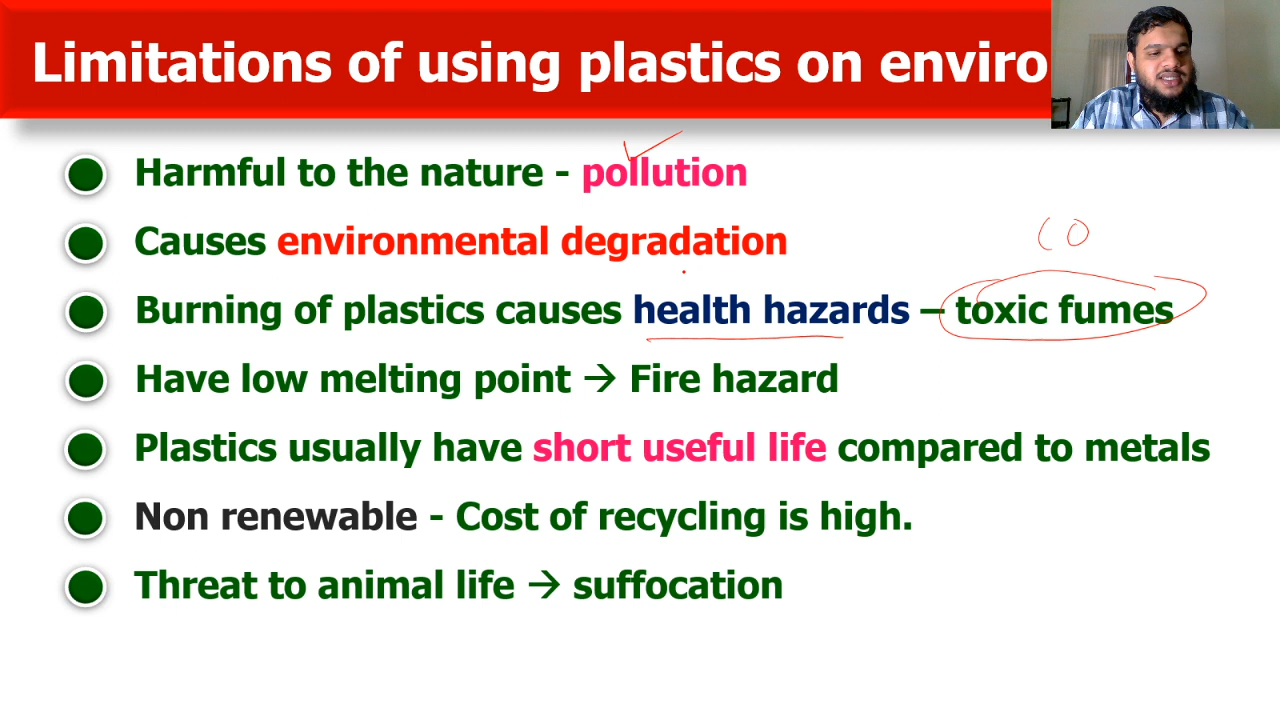 Limitations of using plastics on enviro
Harmful to the nature - pollution
Causes environmental degradation
CO
Burning of plastics causes health hazards – toxic fumes
Have low melting point → Fire hazard
Plastics usually have short useful life compared to metals
Non renewable - Cost of recycling is high.
Threat to animal life → suffocation